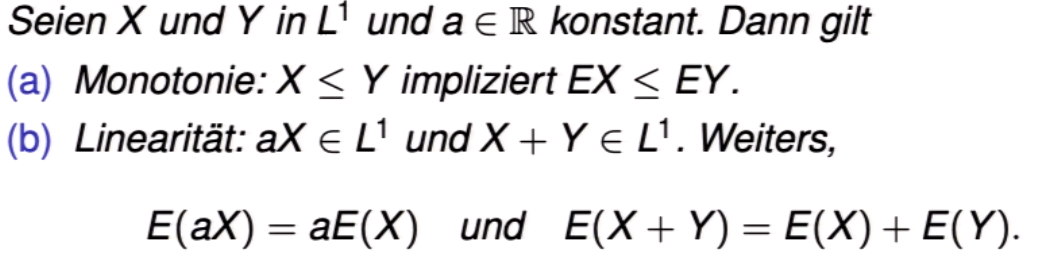 Seien X und Y in L¹ und a ∈ ℝ konstant. Dann gilt
(a) Monotonie: X ≤ Y impliziert EX ≤ EY.
(b) Linearität: aX ∈ L¹ und X + Y ∈ L¹. Weiters,
E(aX) = aE(X) und E(X + Y) = E(X) + E(Y).